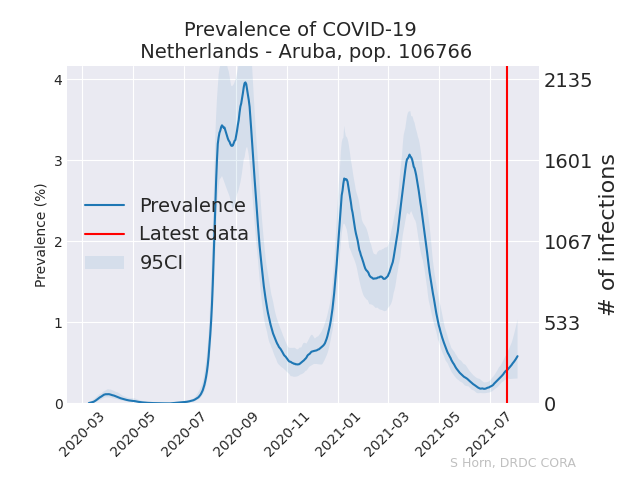 Prevalence of COVID-19
Netherlands - Aruba, pop. 106766
Prevalence (%)
4
3
2
1
0
2135
1601
1067
533
0
# of infections
Prevalence
Latest data
95CI
2020-03
2020-05
2020-07
2020-09
2020-11
2021-01
2021-03
2021-05
2021-07
S Horn, DRDC CORA